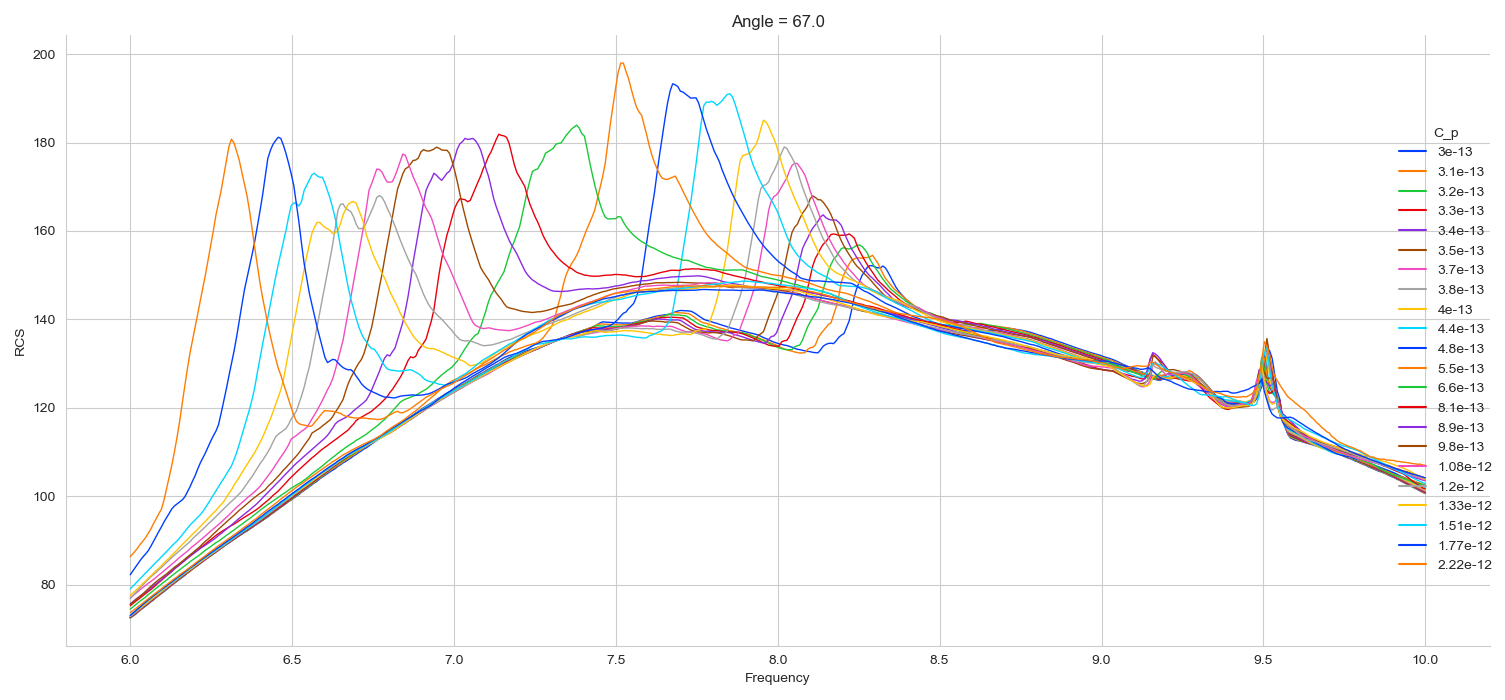 Angle = 67.0
200
180
160
140
120
100
80
RCS
6.0
6.5
7.0
7.5
8.0
8.5
9.0
9.5
10.0
Frequency
C_p
3e-13
3.1e-13
3.2e-13
3.3e-13
3.4e-13
3.5e-13
3.7e-13
3.8e-13
4e-13
4.4e-13
4.8e-13
5.5e-13
6.6e-13
8.1e-13
8.9e-13
9.8e-13
1.08e-12
1.2e-12
1.33e-12
1.51e-12
1.77e-12
2.22e-12